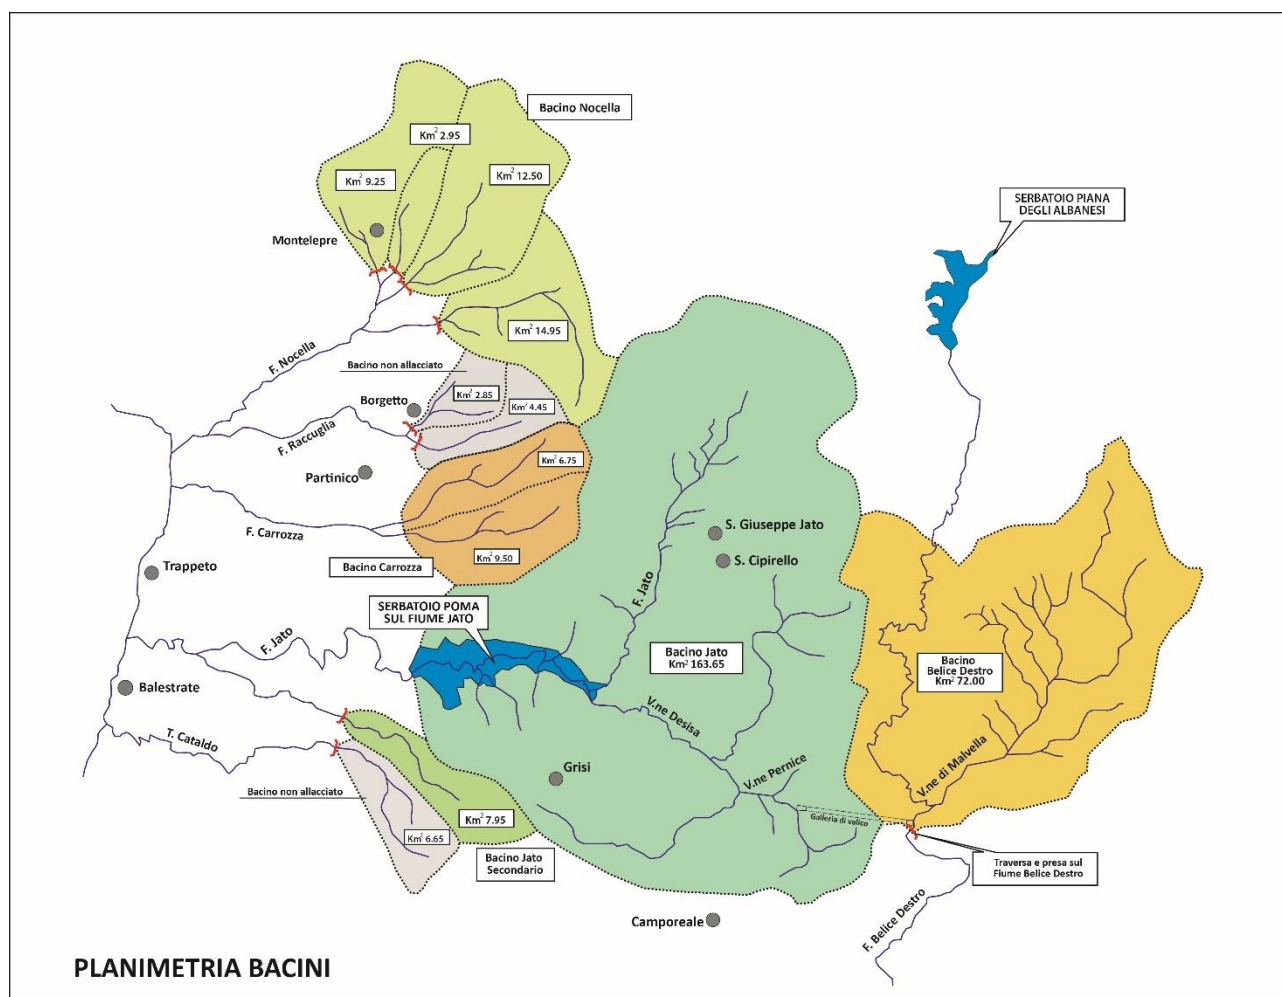 Bacino Nocella
Km² 2.95
Km² 9.25
Km² 12.50
Montelepre
SERBATOIO PIANA
DEGLI ALBANESI
Km² 14.95
F. Nocella
Bacino non allacciato
Km² 2.85
Km² 4.45
Borgetto
F. Raccuglia
Km² 6.75
Partinico
F. Carrozza
Km² 9.50
Bacino Carrozza
S. Giuseppe Jato
S. Cipirello
Trappeto
SERBATOIO POMA
SUL FIUME JATO
F. Jato
F. Jato
Bacino Jato
Km² 163.65
Bacino
Belice Destro
Km² 72.00
Balestrate
T. Cataldo
V.ne Desisa
Grisi
V.ne Pernice
V.ne di Malvella
Bacino non allacciato
Km² 7.95
Km² 6.65
Galleria di valico
Bacino Jato
Secondario
Traversa e presa sul
Fiume Belice Destro
Camporeale
F. Belice Destro
PLANIMETRIA BACINI